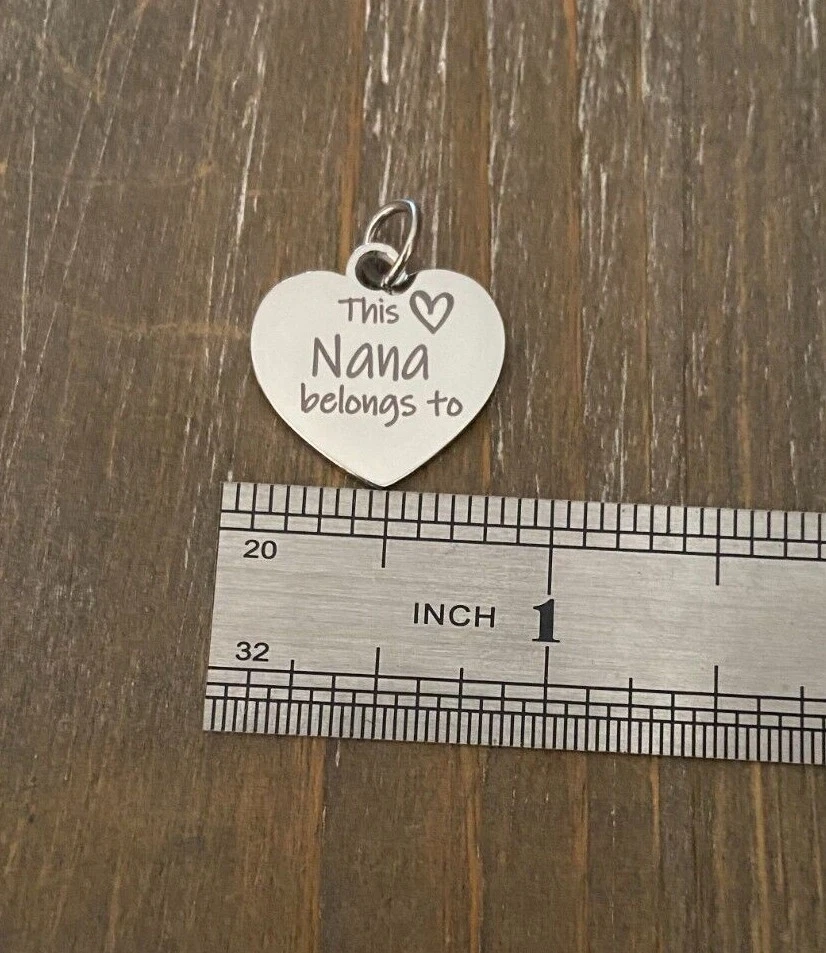 This ♡
Nana
belongs to
20
INCH 1
32